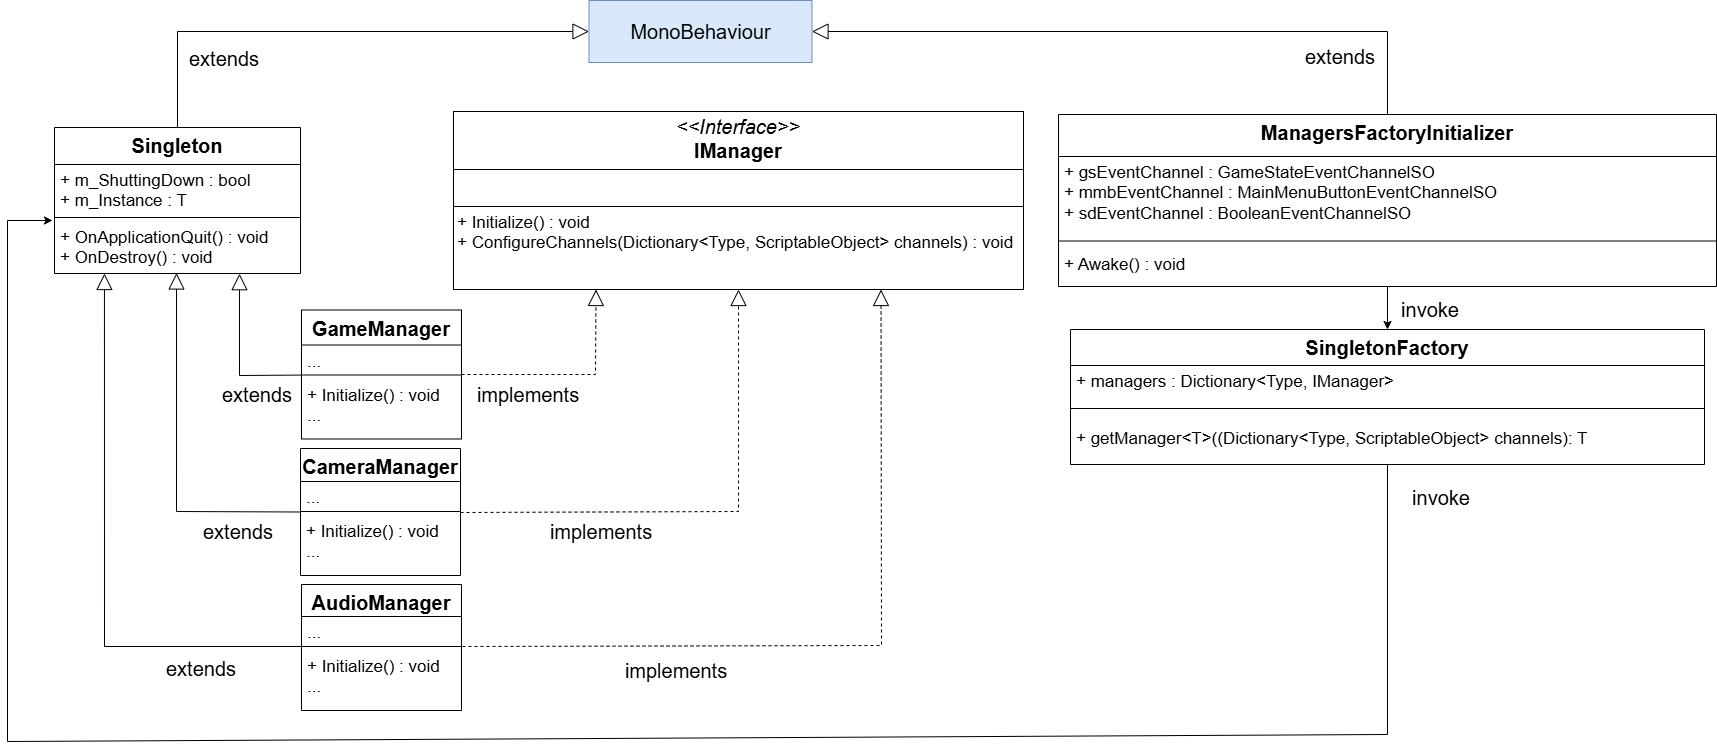 MonoBehaviour
extends
extends
Singleton
+ m_ShuttingDown : bool
+ m_Instance : T
+ OnApplicationQuit() : void
+ OnDestroy() : void
<<Interface>>
IManager
+ Initialize() : void
+ ConfigureChannels(Dictionary<Type, ScriptableObject> channels) : void
ManagersFactoryInitializer
+ gsEventChannel : GameStateEventChannelSO
+ mmbEventChannel : MainMenuButtonEventChannelSO
+ sdEventChannel : BooleanEventChannelSO
+ Awake() : void
invoke
SingletonFactory
+ managers : Dictionary<Type, IManager>
+ getManager<T>((Dictionary<Type, ScriptableObject> channels): T
invoke
GameManager
...
+ Initialize() : void
...
extends
implements
CameraManager
...
+ Initialize() : void
...
extends
implements
AudioManager
...
+ Initialize() : void
...
extends
implements